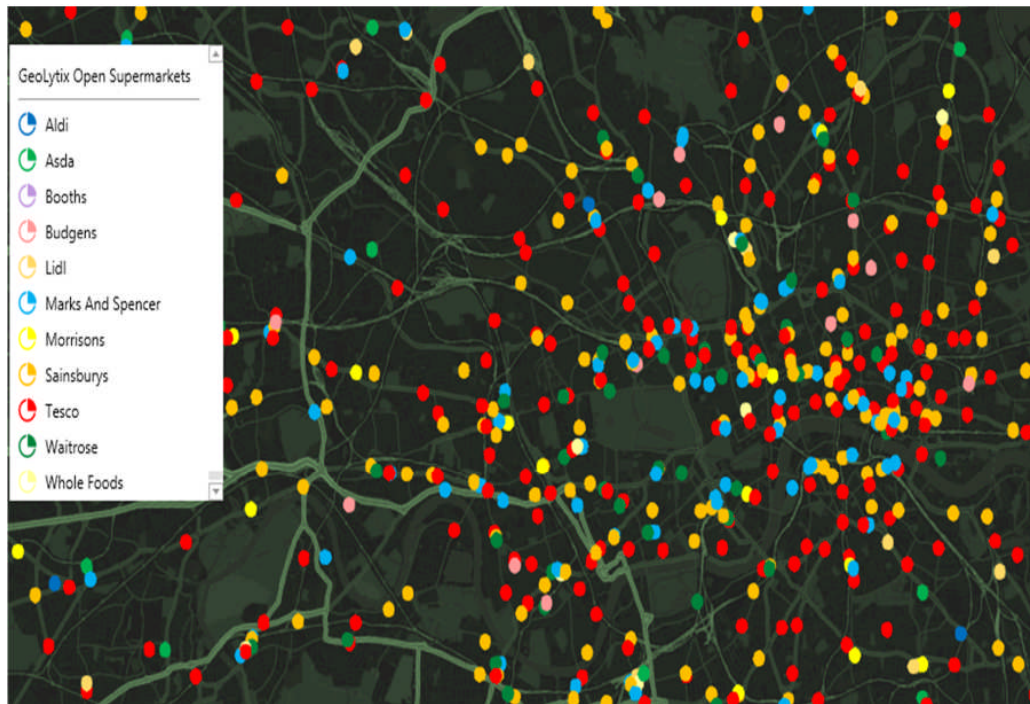 GeoLytix Open Supermarkets
Aldi
Asda
Booths
Budgens
Lidl
Marks And Spencer
Morrisons
Sainsburys
Tesco
Waitrose
Whole Foods